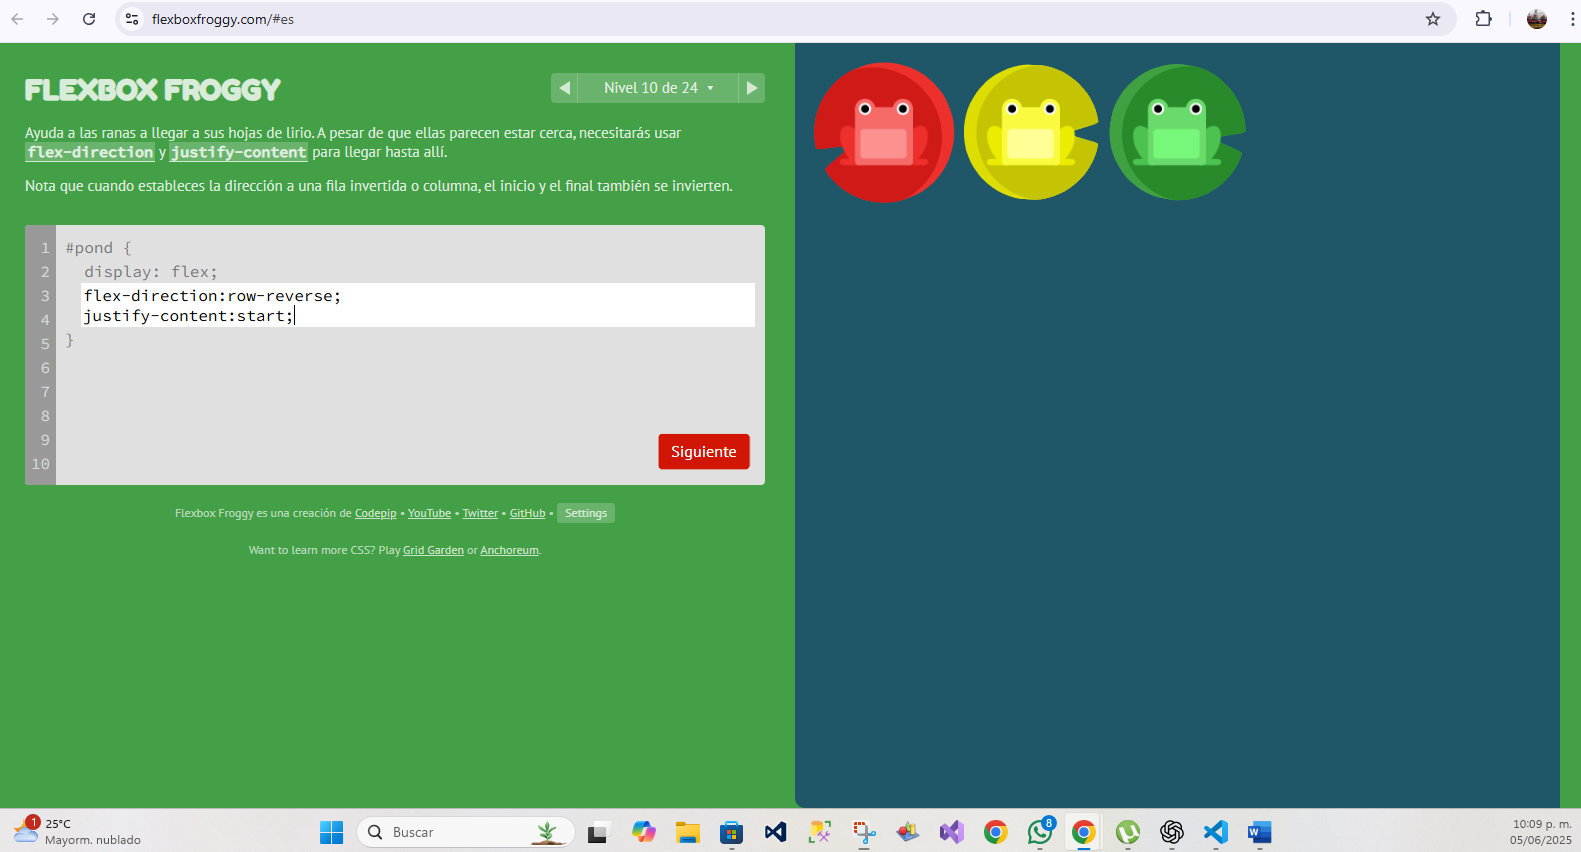 flexboxfroggy.com/#es
FLEXBOX FROGGY
Nivel 10 de 24
Ayuda a las ranas a llegar a sus hojas de lirio. A pesar de que ellas parecen estar cerca, necesitarás usar
flex-direction y justify-content para llegar hasta allí.
Nota que cuando estableces la dirección a una fila invertida o columna, el inicio y el final también se invierten.
1 #pond {
2 display: flex;
3 flex-direction:row-reverse;
4 justify-content:start;
5 }
6
7
8
9
10
Siguiente
Flexbox Froggy es una creación de Codepip • YouTube • Twitter • GitHub • Settings
Want to learn more CSS? Play Grid Garden or Anchoreum.
1
25°C
Mayorm. nublado
Buscar
8
W
10:09 p. m.
05/06/2025